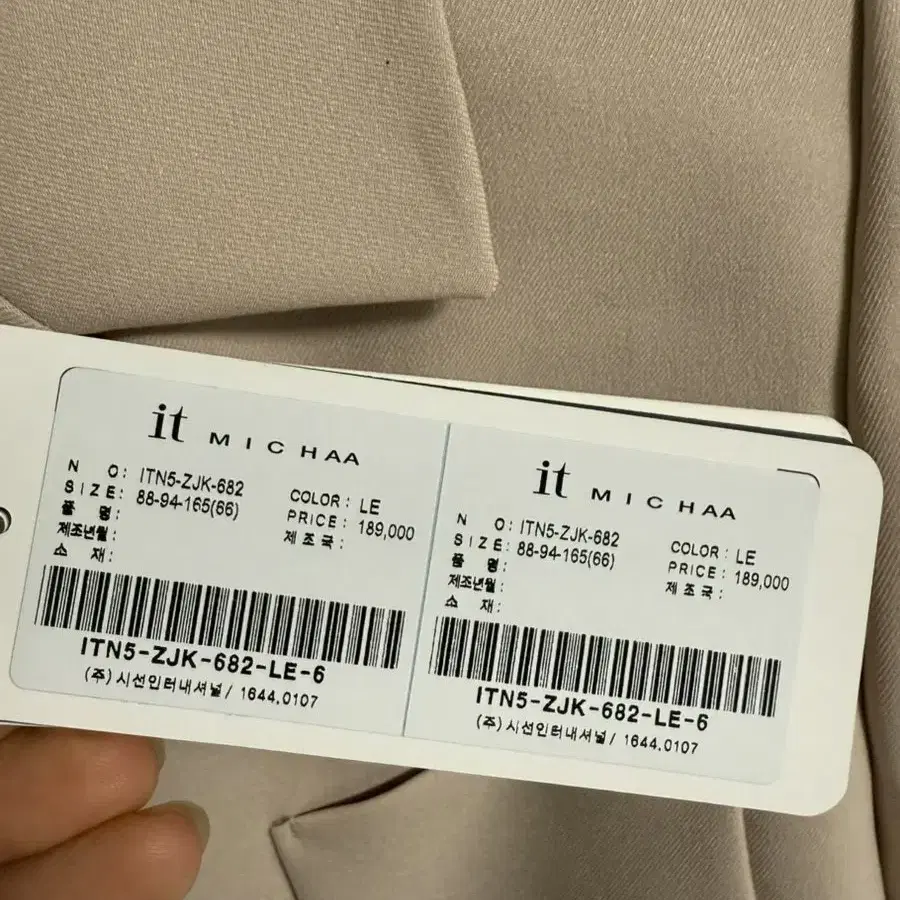 it MICHAA
N O: ITN5-ZJK-682
SIZE: 88-94-165(66)
COLOR: LE
품 명:
PRICE: 189,000
제조년월:
제조국:
소 재:
ITN5-ZJK-682-LE-6
(주)시선인터내셔널/ 1644.0107
it MICHAA
N O: ITN5-ZJK-682
SIZE: 88-94-165(66)
COLOR: LE
품 명:
PRICE: 189,000
제조년월:
제조국:
소 재:
ITN5-ZJK-682-LE-6
(주)시선인터내셔널/ 1644.0107